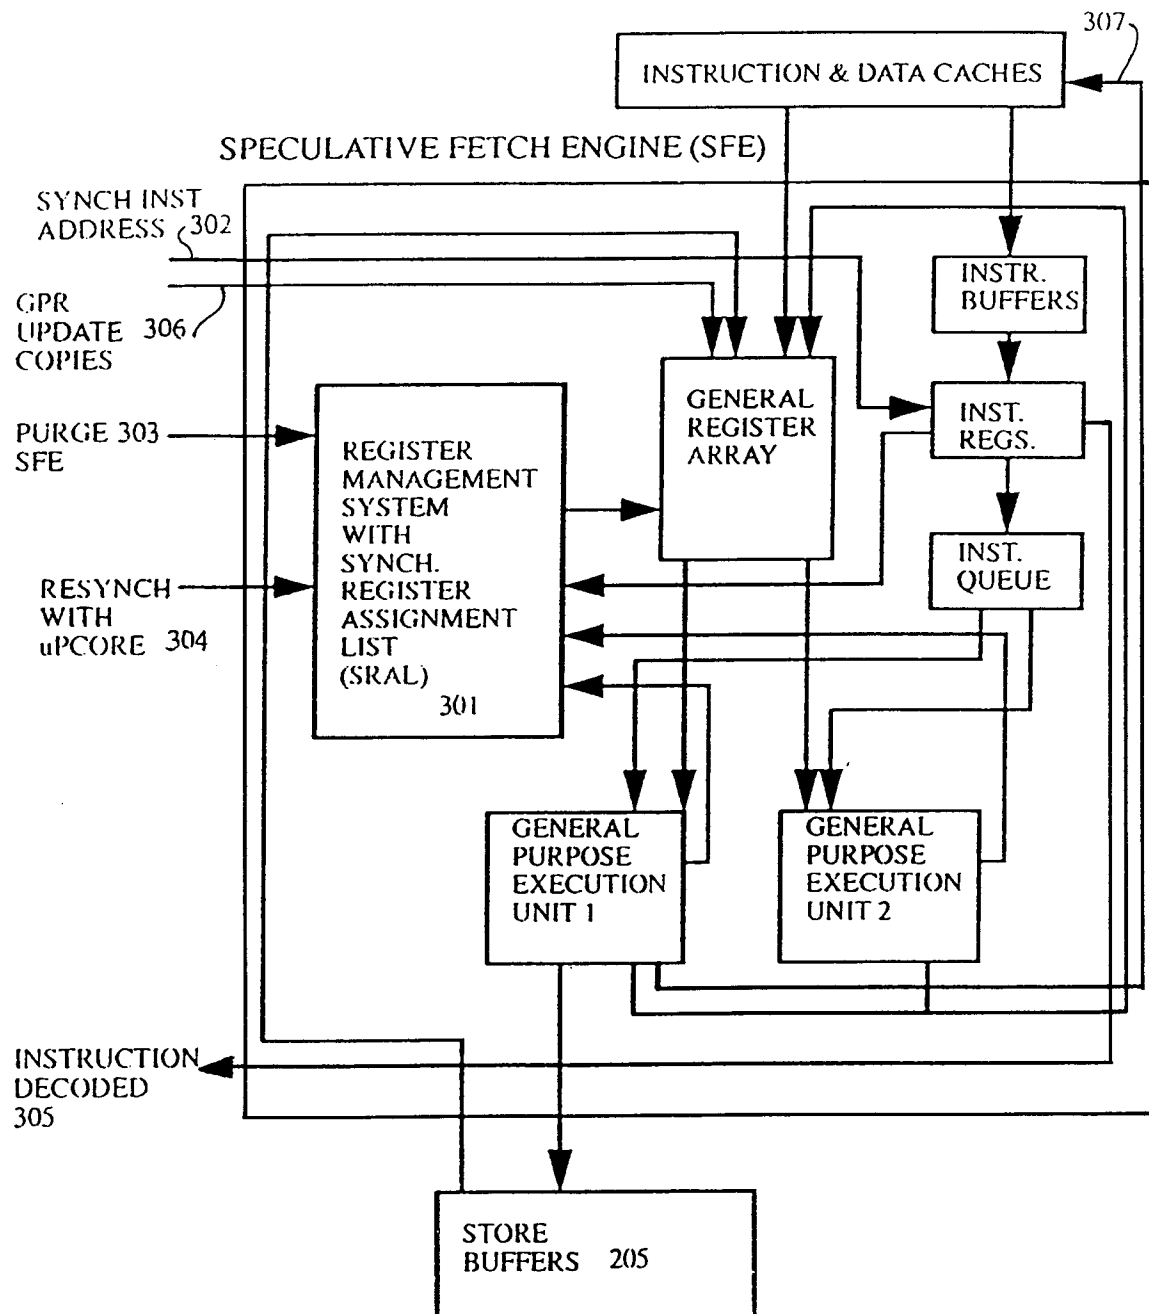 307
INSTRUCTION & DATA CACHES
SPECULATIVE FETCH ENGINE (SFE)
SYNCH INST
ADDRESS 302
GPR
UPDATE 306
COPIES
INSTR.
BUFFERS
GENERAL
REGISTER
ARRAY
INST.
REGS.
PURGE 303
SFE
REGISTER
MANAGEMENT
SYSTEM
WITH
SYNCH.
REGISTER
ASSIGNMENT
LIST
(SRAL)
301
INST.
QUEUE
RESYNCH
WITH
uPCORE 304
GENERAL
PURPOSE
EXECUTION
UNIT 1
GENERAL
PURPOSE
EXECUTION
UNIT 2
INSTRUCTION
DECODED
305
STORE
BUFFERS 205